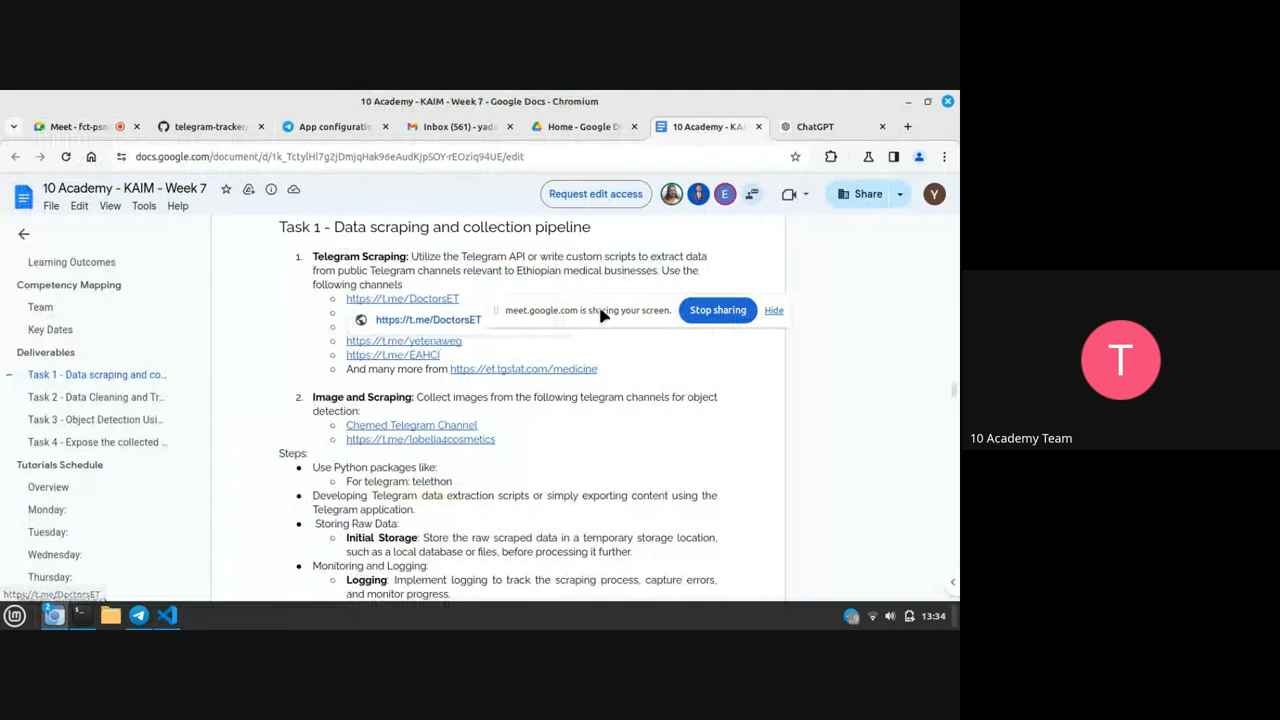 10 Academy - KAIM - Week 7 - Google Docs - Chromium
Meet - fct-psn
telegram-tracker/
App configuratio
Inbox (561) - yada
Home - Google D
10 Academy - KAI
ChatGPT
docs.google.com/document/d/1k_TctylHl7g2jDmjqHak96eAudKjpSOY-rEOziq94UE/edit
10 Academy - KAIM - Week 7
File Edit View Tools Help
Request edit access
E
Share
Y
Learning Outcomes
Competency Mapping
Team
Key Dates
Deliverables
Task 1 - Data scraping and co...
Task 2 - Data Cleaning and Tr...
Task 3 - Object Detection Usi...
Task 4 - Expose the collected ...
Tutorials Schedule
Overview
Monday:
Tuesday:
Wednesday:
Thursday:
https://t.me/DoctorsET
Task 1 - Data scraping and collection pipeline
1. Telegram Scraping: Utilize the Telegram API or write custom scripts to extract data
from public Telegram channels relevant to Ethiopian medical businesses. Use the
following channels
https://t.me/DoctorsET
https://t.me/DoctorsET
meet.google.com is sharing your screen.
Stop sharing
Hide
https://t.me/yetenaweg
https://t.me/EAHCI
And many more from https://et.tgstat.com/medicine
2. Image and Scraping: Collect images from the following telegram channels for object
detection:
Chemed Telegram Channel
https://t.me/lobelia4cosmetics
Steps:
Use Python packages like:
For telegram: telethon
Developing Telegram data extraction scripts or simply exporting content using the
Telegram application.
Storing Raw Data:
Initial Storage: Store the raw scraped data in a temporary storage location,
such as a local database or files, before processing it further.
Monitoring and Logging:
Logging: Implement logging to track the scraping process, capture errors,
and monitor progress.
13:34
T
10 Academy Team